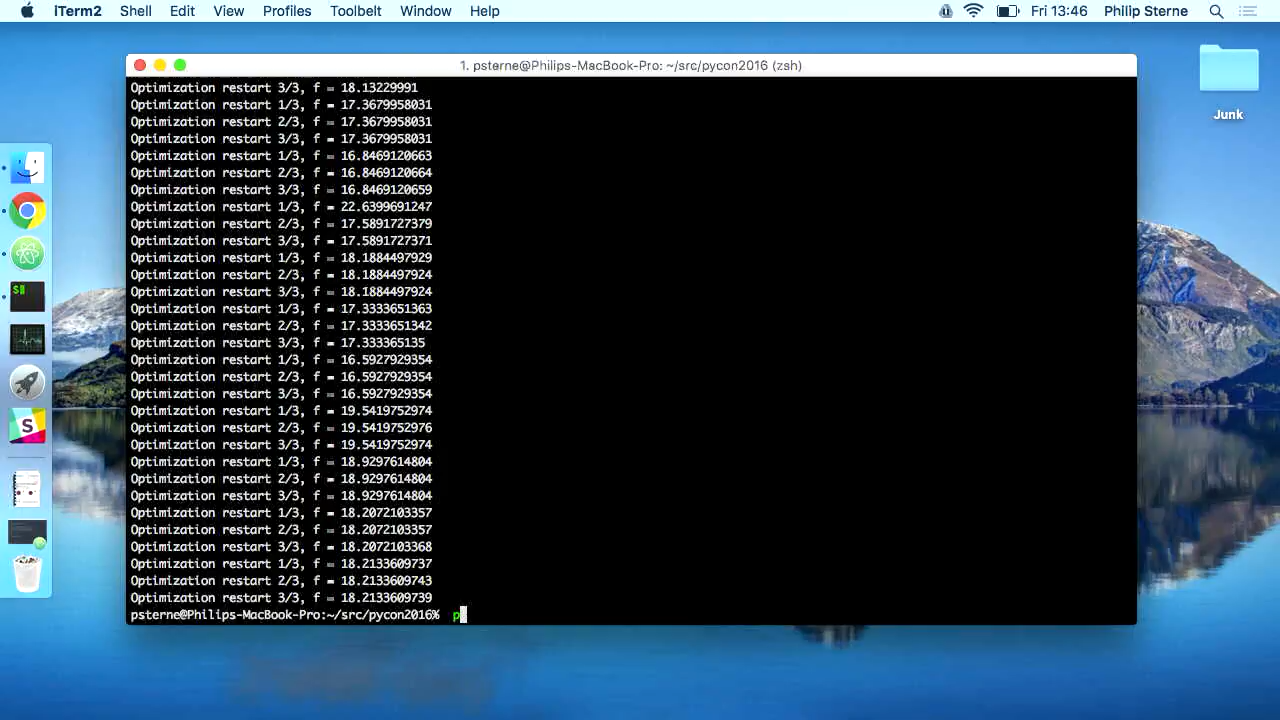 iTerm2 Shell Edit View Profiles Toolbelt Window Help Fri 13:46 Philip Sterne
1. psterne@Philips-MacBook-Pro: ~/src/pycon2016 (zsh)
Junk
Optimization restart 3/3, f = 18.13229991
Optimization restart 1/3, f = 17.3679958031
Optimization restart 2/3, f = 17.3679958031
Optimization restart 3/3, f = 17.3679958031
Optimization restart 1/3, f = 16.8469120663
Optimization restart 2/3, f = 16.8469120664
Optimization restart 3/3, f = 16.8469120659
Optimization restart 1/3, f = 22.6399691247
Optimization restart 2/3, f = 17.5891727379
Optimization restart 3/3, f = 17.5891727371
Optimization restart 1/3, f = 18.1884497929
Optimization restart 2/3, f = 18.1884497924
Optimization restart 3/3, f = 18.1884497924
Optimization restart 1/3, f = 17.3333651363
Optimization restart 2/3, f = 17.3333651342
Optimization restart 3/3, f = 17.333365135
Optimization restart 1/3, f = 16.5927929354
Optimization restart 2/3, f = 16.5927929354
Optimization restart 3/3, f = 16.5927929354
Optimization restart 1/3, f = 19.5419752974
Optimization restart 2/3, f = 19.5419752976
Optimization restart 3/3, f = 19.5419752974
Optimization restart 1/3, f = 18.9297614804
Optimization restart 2/3, f = 18.9297614804
Optimization restart 3/3, f = 18.9297614804
Optimization restart 1/3, f = 18.2072103357
Optimization restart 2/3, f = 18.2072103357
Optimization restart 3/3, f = 18.2072103368
Optimization restart 1/3, f = 18.2133609737
Optimization restart 2/3, f = 18.2133609743
Optimization restart 3/3, f = 18.2133609739
psterne@Philips-MacBook-Pro:~/src/pycon2016% p